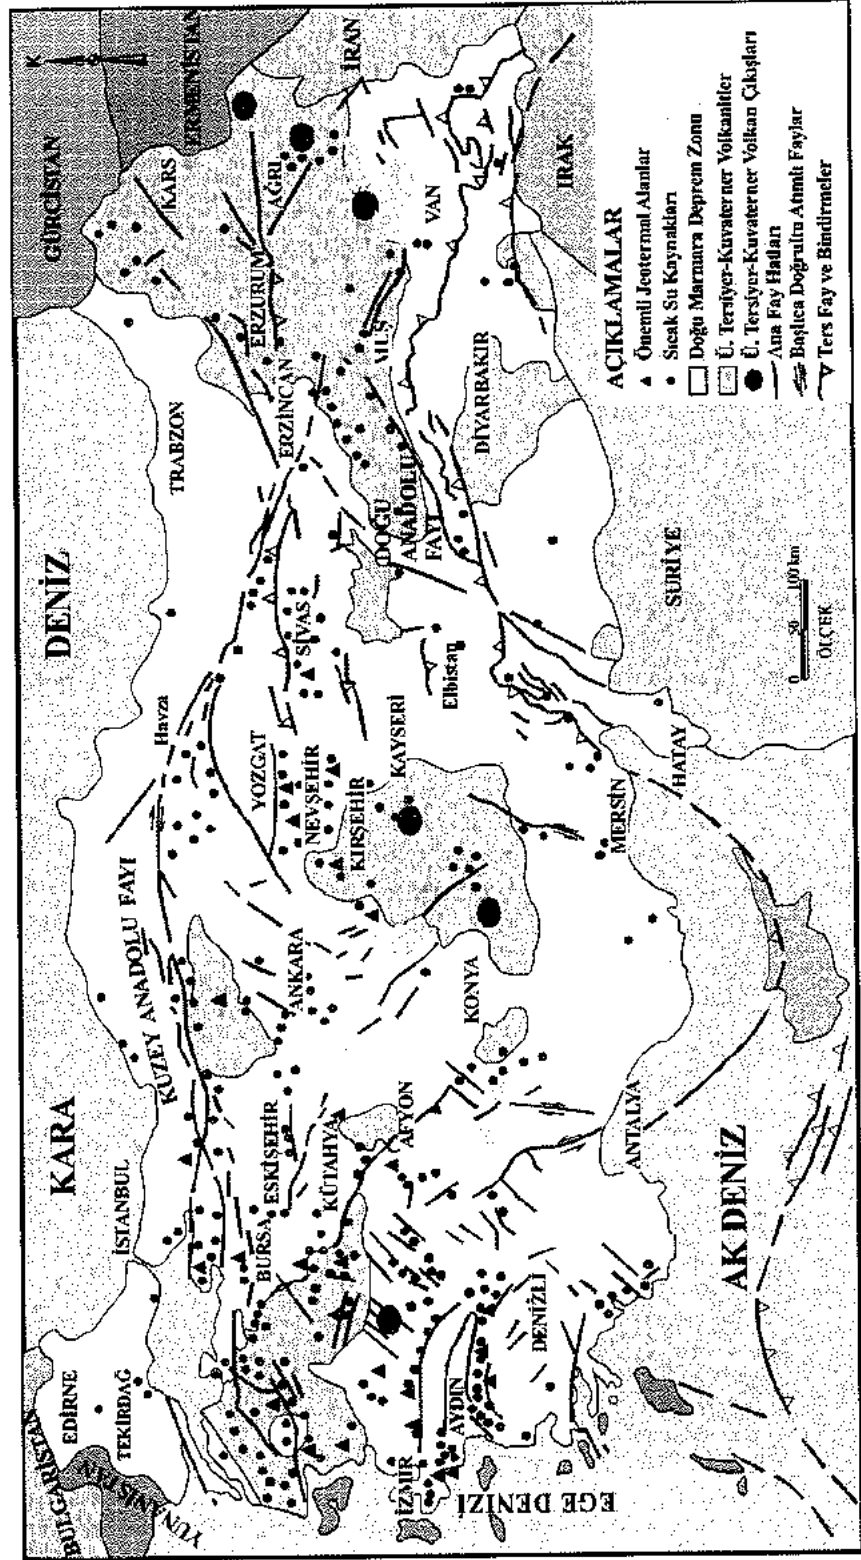 KARA DENİZ
BULGARİSTAN
YUNANİSTAN
GÜRCİSTAN
ERMENİSTAN
İRAN
IRAK
SURİYE
AK DENİZ
EGE DENİZİ
K
EDİRNE
TEKİRDAĞ
İSTANBUL
KUZEY ANADOLU FAYI
Havza
TRABZON
KARS
AĞRI
ERZURUM
ERZİNCAN
SİVAS
YOZGAT
NEVŞEHİR
KIRŞEHİR
KAYSERİ
ANKARA
ESKİŞEHİR
BURSA
KÜTAHYA
AFYON
KONYA
İZMİR
AYDIN
DENİZLİ
ANTALYA
MERSİN
HATAY
Elbistan
DOĞU
ANADOLU
FAYI
MUŞ
VAN
DİYARBAKIR
AÇIKLAMALAR
Önemli Jeotermal Alanlar
Sıcak Su Kaynakları
Doğu Marmara Deprem Zonu
Ü. Tersiyer-Kuvaterner Volkanitler
Ü. Tersiyer-Kuvaterner Volkan Çıkışları
Ana Fay Hatları
Başlıca Doğrultu Atımlı Faylar
Ters Fay ve Bindirmeler
0 50 100 km
ÖLÇEK